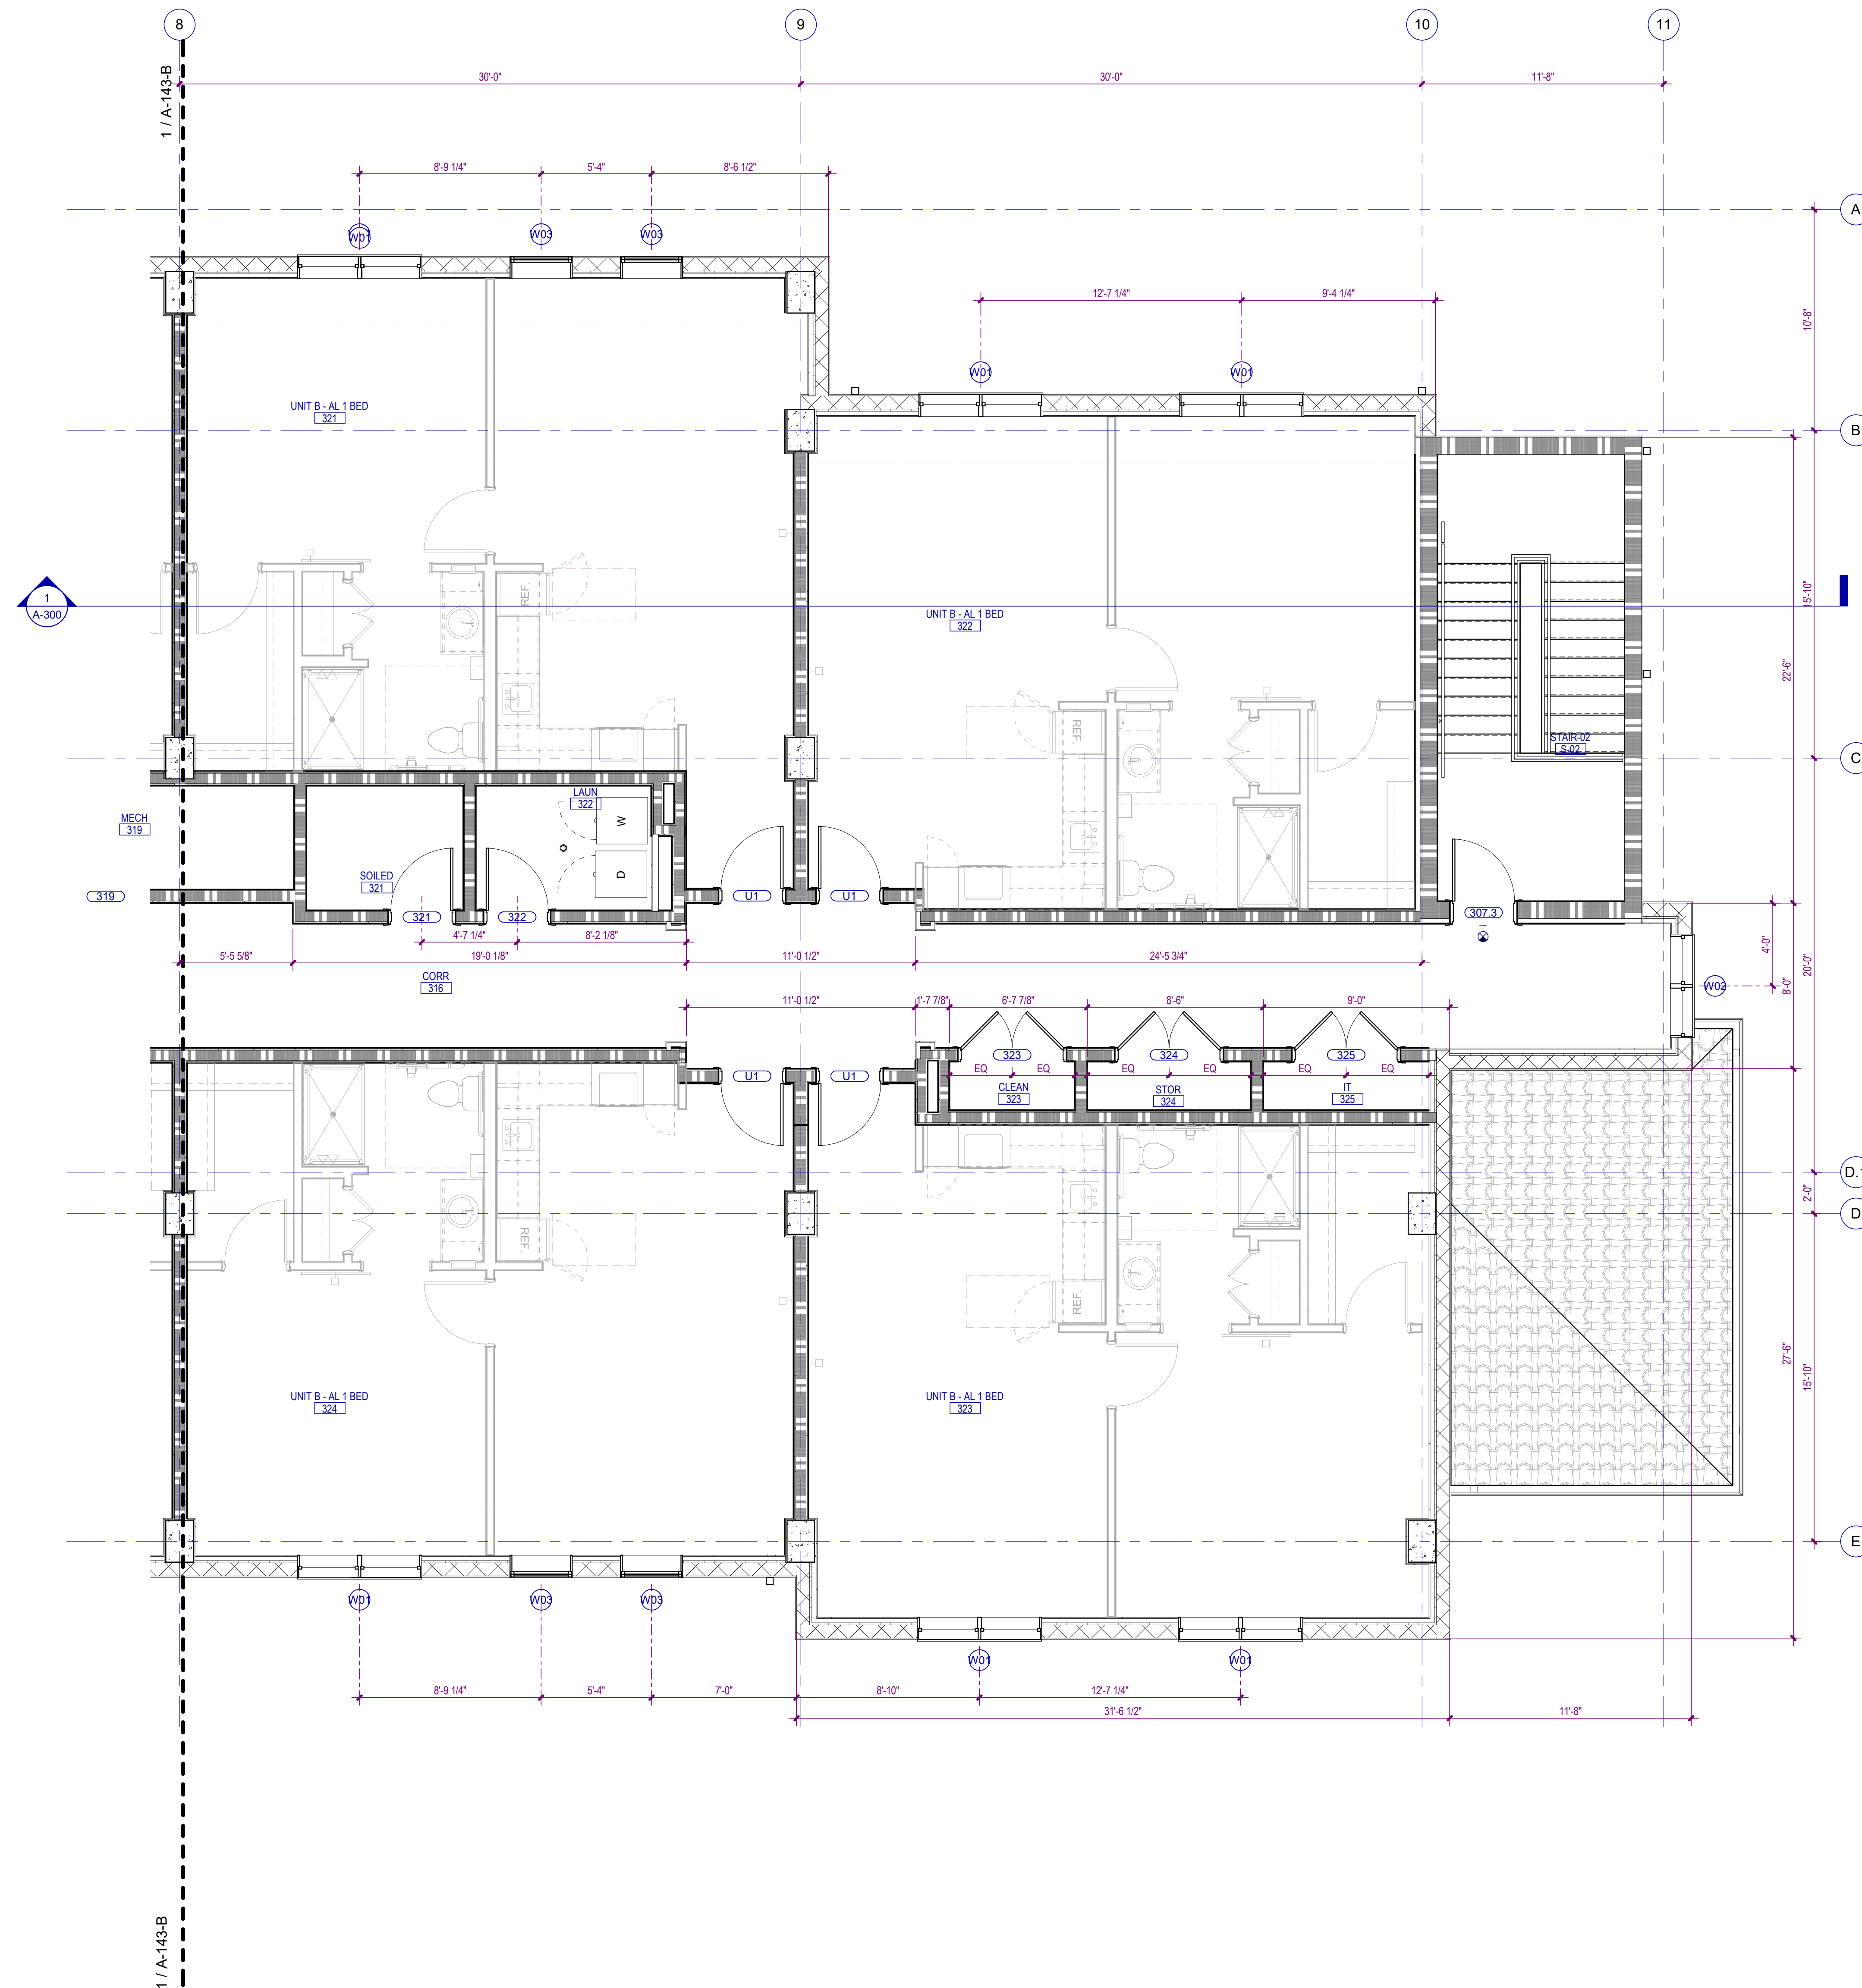 8
9
10
11
1 / A-143-B
30'-0"
30'-0"
11'-8"
8'-9 1/4"
5'-4"
8'-6 1/2"
A
W01
W03
W03
12'-7 1/4"
9'-4 1/4"
10'-8"
W01
W01
UNIT B - AL 1 BED
321
B
REF.
1
A-300
15'-10"
UNIT B - AL 1 BED
322
22'-6"
REF.
STAIR-02
S-02
C
LAUN
322
MECH
319
W
D
SOILED
321
319
U1
U1
321
322
307.3
4'-7 1/4"
8'-2 1/8"
4'-0"
5'-5 5/8"
19'-0 1/8"
11'-0 1/2"
24'-5 3/4"
20'-0"
CORR
316
8'-0"
W02
11'-0 1/2"
1'-7 7/8"
6'-7 7/8"
8'-6"
9'-0"
323
324
325
U1
U1
EQ
EQ
EQ
EQ
EQ
EQ
CLEAN
323
STOR
324
IT
325
D.1
2'-0"
D
REF.
REF.
27'-6"
15'-10"
UNIT B - AL 1 BED
324
UNIT B - AL 1 BED
323
E
W01
W03
W03
W01
W01
8'-9 1/4"
5'-4"
7'-0"
8'-10"
12'-7 1/4"
31'-6 1/2"
11'-8"
1 / A-143-B